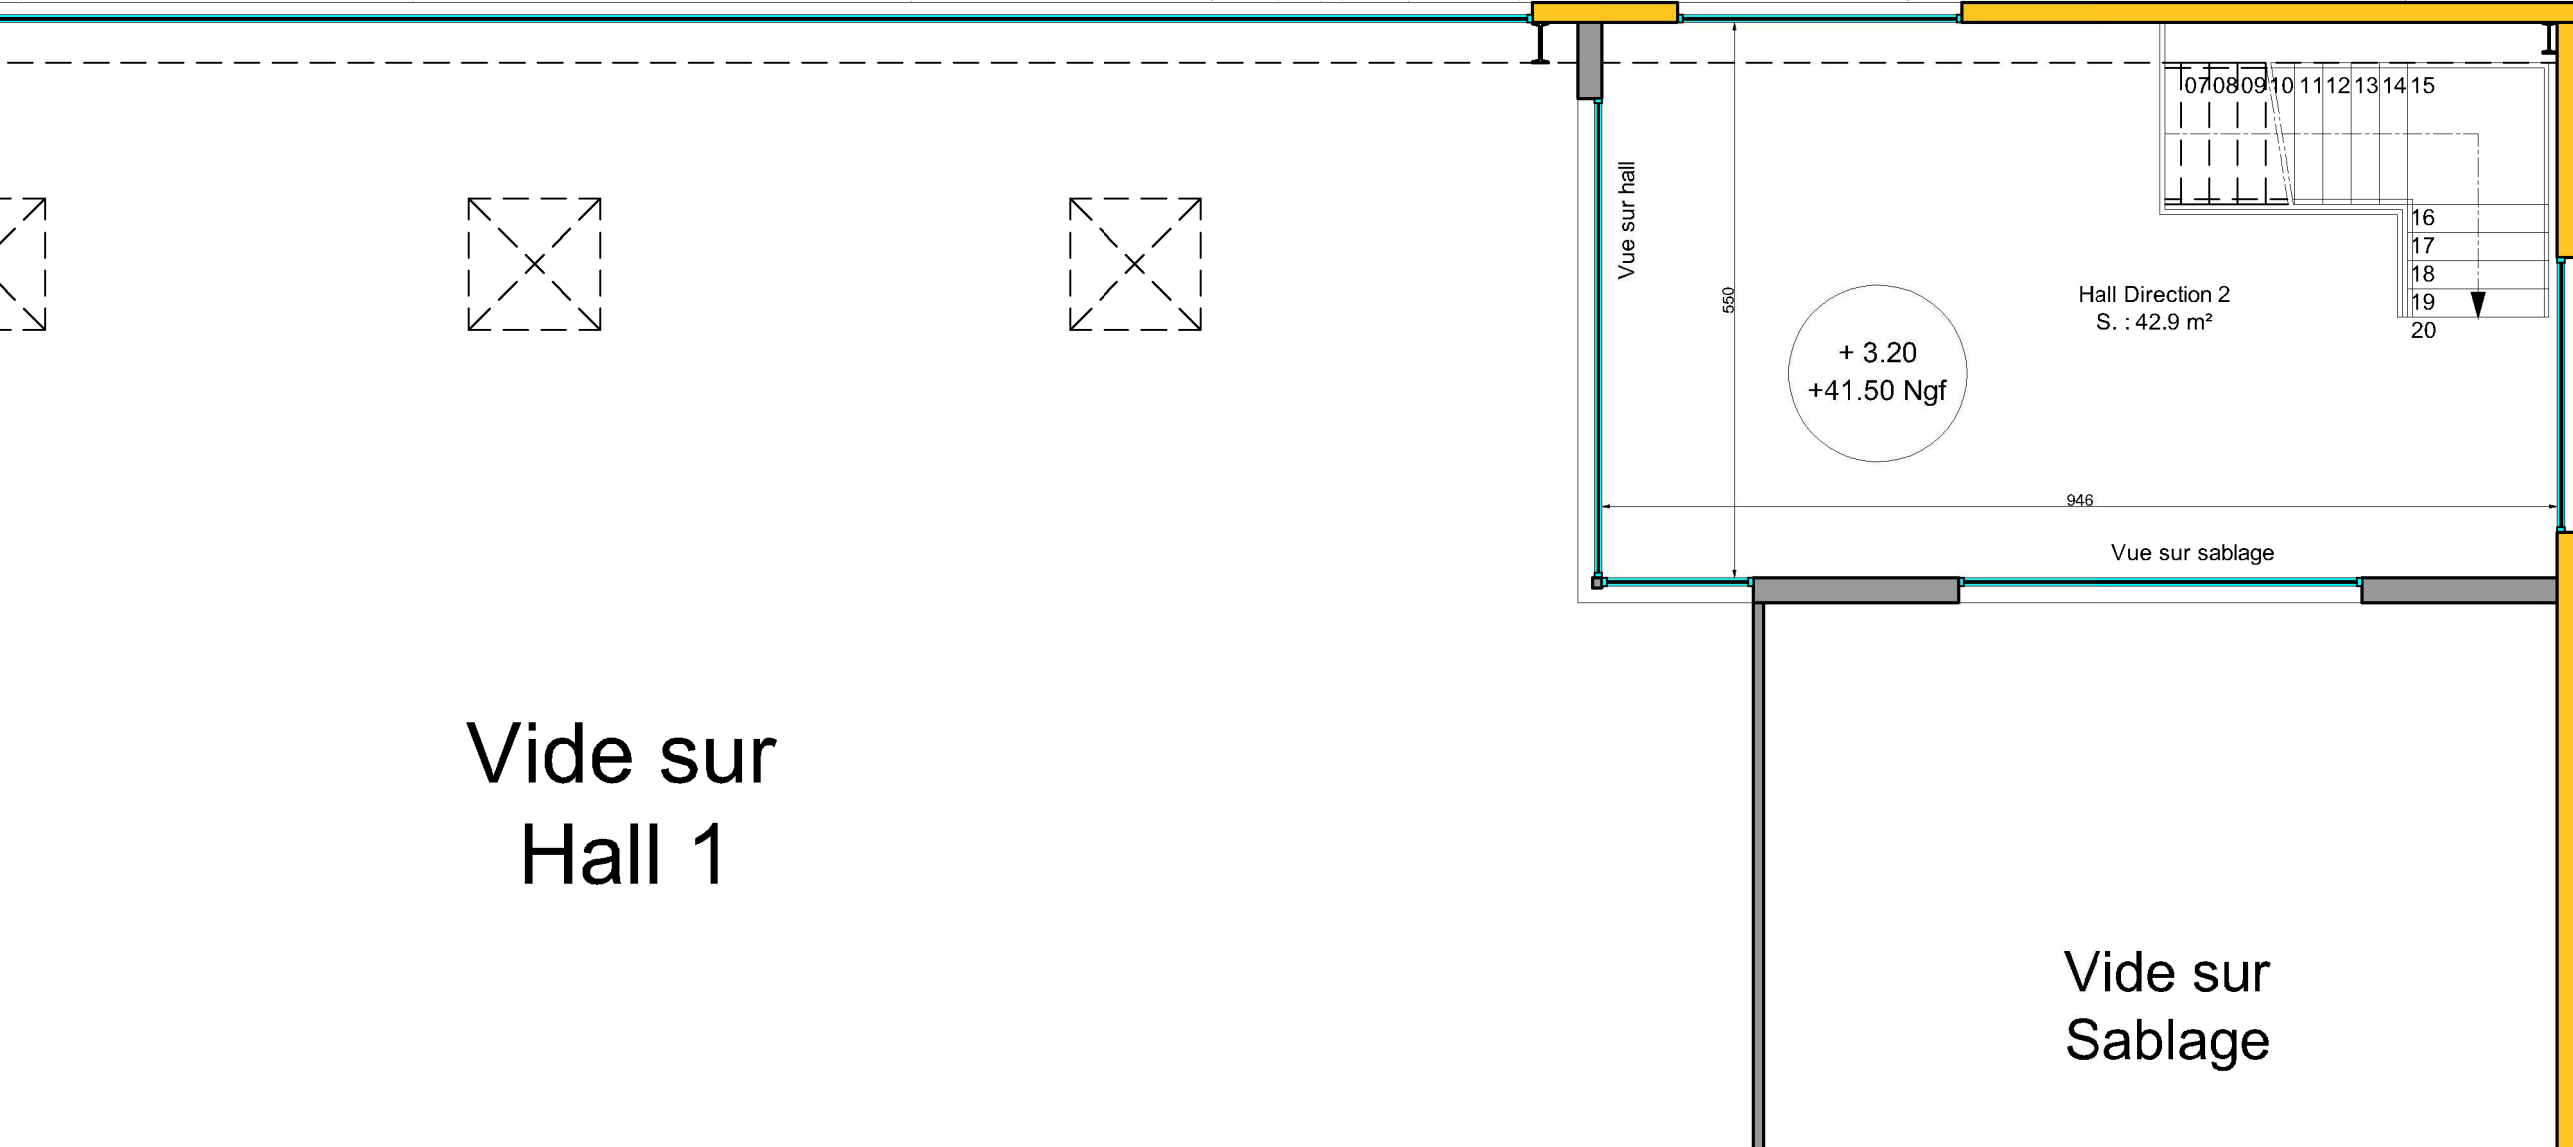 07 08 09 10 11 12 13 14 15
16
17
18
19
20
Vue sur hall
550
Hall Direction 2
S. : 42.9 m²
+ 3.20
+41.50 Ngf
946
Vue sur sablage
Vide sur
Hall 1
Vide sur
Sablage